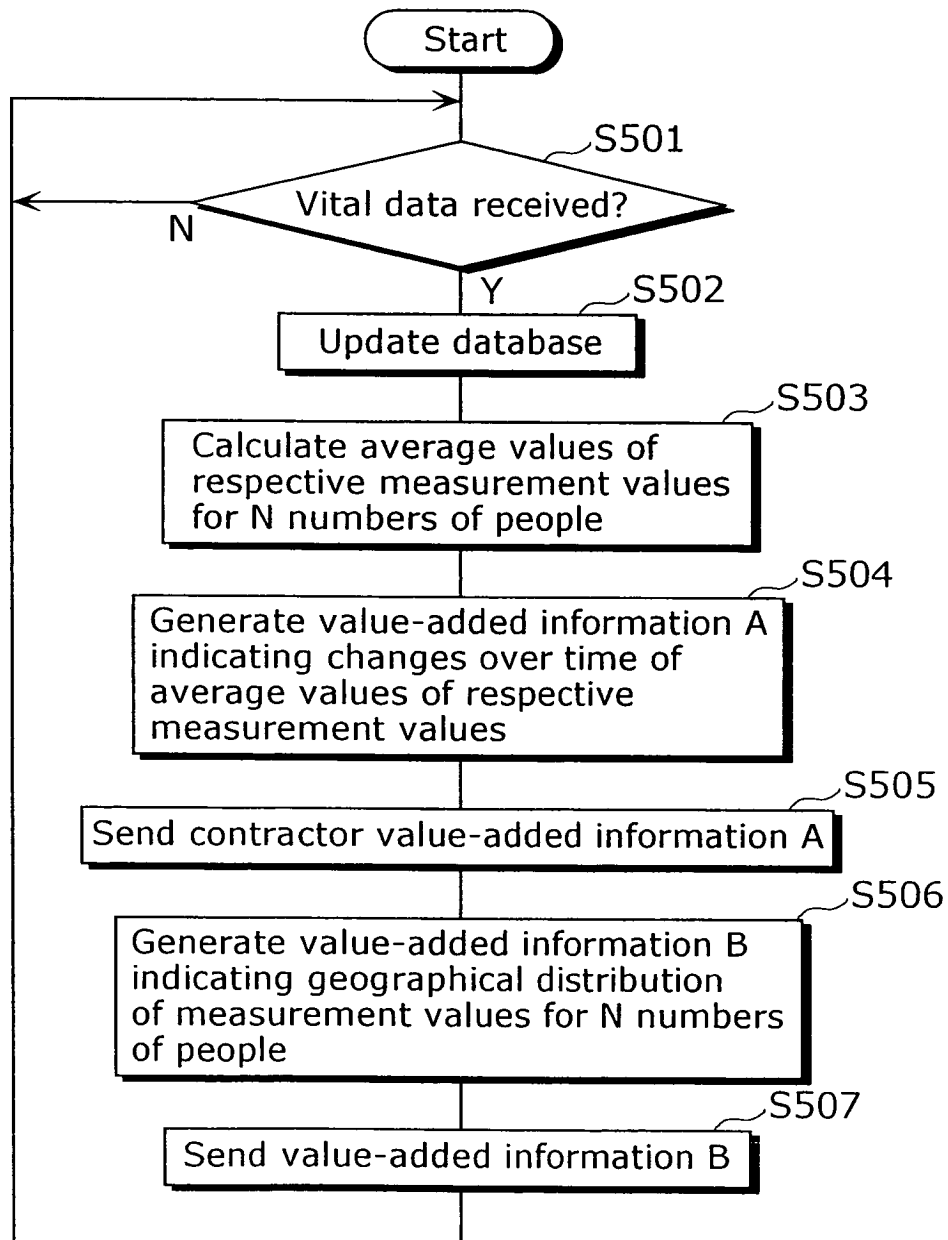 Start
S501
Vital data received?
N
Y
S502
Update database
S503
Calculate average values of
respective measurement values
for N numbers of people
S504
Generate value-added information A
indicating changes over time of
average values of respective
measurement values
S505
Send contractor value-added information A
S506
Generate value-added information B
indicating geographical distribution
of measurement values for N numbers
of people
S507
Send value-added information B